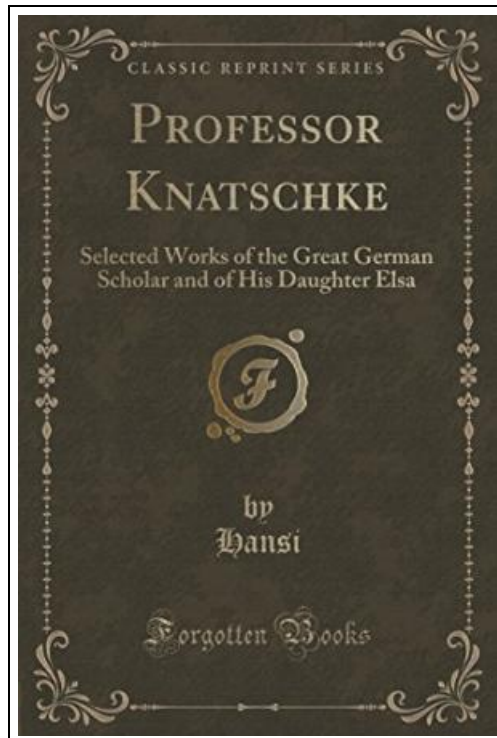 CLASSIC REPRINT SERIES
PROFESSOR
KNATSCHKE
Selected Works of the Great German
Scholar and of His Daughter Elsa
F
by
Hansi
Forgotten Books